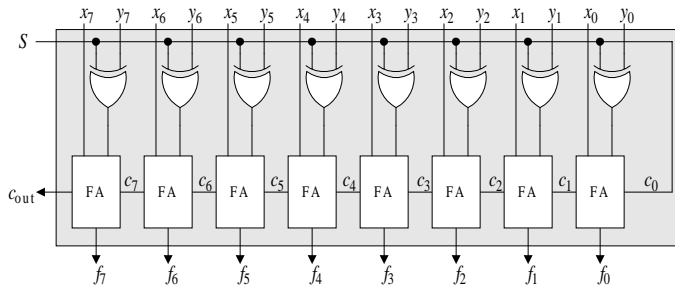 x7 y7 x6 y6 x5 y5 x4 y4 x3 y3 x2 y2 x1 y1 x0 y0
S
cout FA c7 FA c6 FA c5 FA c4 FA c3 FA c2 FA c1 FA c0
f7 f6 f5 f4 f3 f2 f1 f0